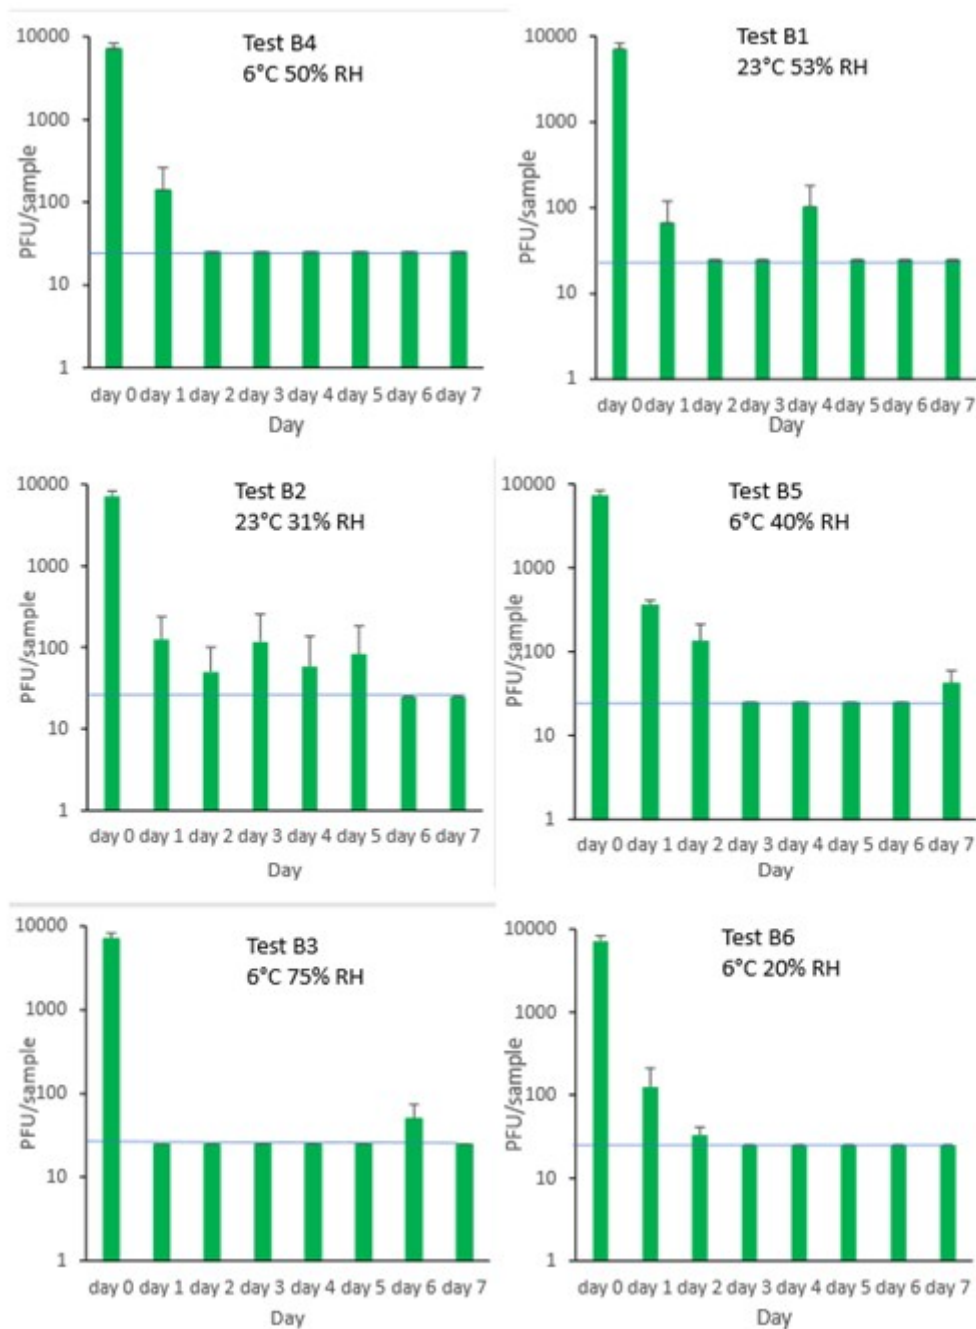 Test B4
6°C 50% RH
PFU/sample
10000
1000
100
10
1
day 0 day 1 day 2 day 3 day 4 day 5 day 6 day 7
Day
Test B1
23°C 53% RH
PFU/sample
10000
1000
100
10
1
day 0 day 1 day 2 day 3 day 4 day 5 day 6 day 7
Day
Test B2
23°C 31% RH
PFU/sample
10000
1000
100
10
1
day 0 day 1 day 2 day 3 day 4 day 5 day 6 day 7
Day
Test B5
6°C 40% RH
PFU/sample
10000
1000
100
10
1
day 0 day 1 day 2 day 3 day 4 day 5 day 6 day 7
Day
Test B3
6°C 75% RH
PFU/sample
10000
1000
100
10
1
day 0 day 1 day 2 day 3 day 4 day 5 day 6 day 7
Day
Test B6
6°C 20% RH
PFU/sample
10000
1000
100
10
1
day 0 day 1 day 2 day 3 day 4 day 5 day 6 day 7
Day